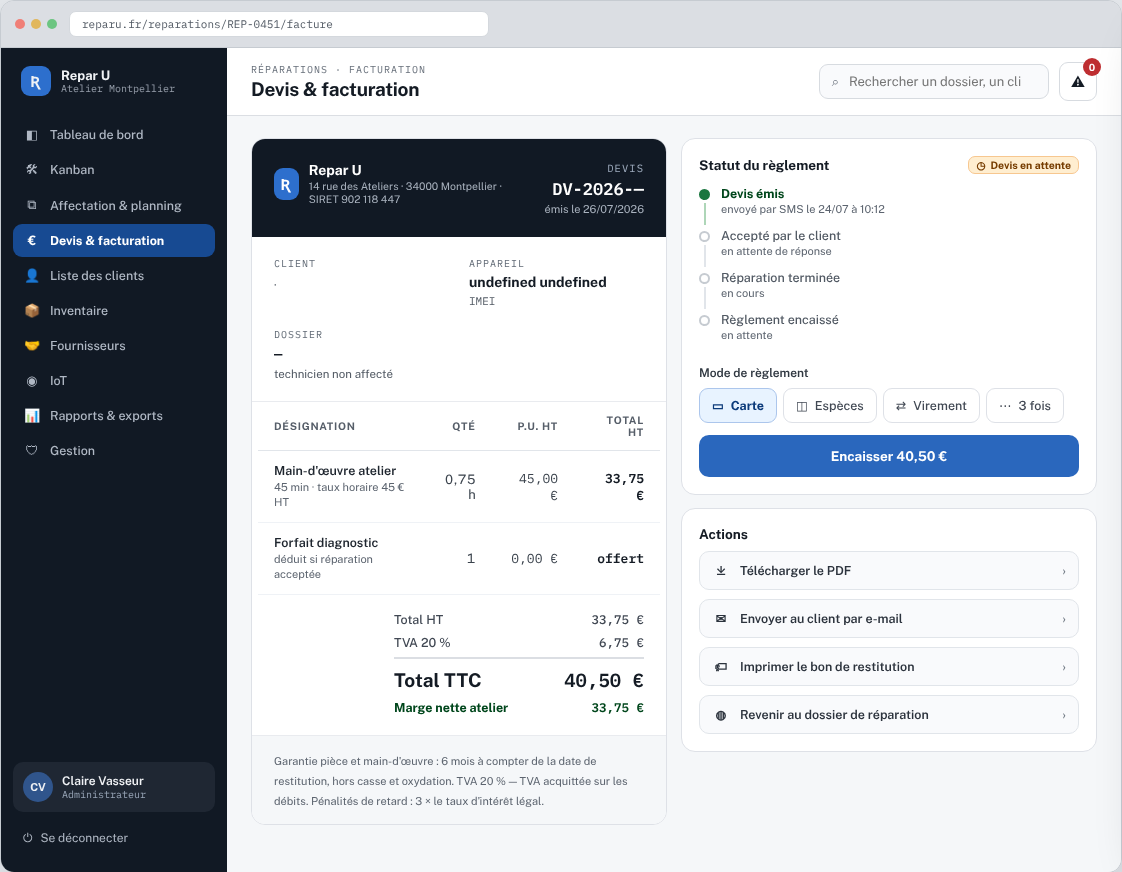 reparu.fr/reparations/REP-0451/facture
R
Repar U
Atelier Montpellier
Tableau de bord
Kanban
Affectation & planning
€ Devis & facturation
Liste des clients
Inventaire
Fournisseurs
IoT
Rapports & exports
Gestion
CV
Claire Vasseur
Administrateur
Se déconnecter
RÉPARATIONS · FACTURATION
Devis & facturation
Rechercher un dossier, un cli
0
R
Repar U
14 rue des Ateliers · 34000 Montpellier ·
SIRET 902 118 447
DEVIS
DV-2026-—
émis le 26/07/2026
CLIENT
.
APPAREIL
undefined undefined
IMEI
DOSSIER
—
technicien non affecté
DÉSIGNATION QTÉ P.U. HT TOTAL
HT
Main-d'œuvre atelier
45 min · taux horaire 45 €
HT
0,75
h
45,00
€
33,75
€
Forfait diagnostic
déduit si réparation
acceptée
1
0,00 €
offert
Total HT 33,75 €
TVA 20 % 6,75 €
Total TTC 40,50 €
Marge nette atelier 33,75 €
Garantie pièce et main-d'œuvre : 6 mois à compter de la date de
restitution, hors casse et oxydation. TVA 20 % — TVA acquittée sur les
débits. Pénalités de retard : 3 × le taux d'intérêt légal.
Statut du règlement
Devis en attente
Devis émis
envoyé par SMS le 24/07 à 10:12
Accepté par le client
en attente de réponse
Réparation terminée
en cours
Règlement encaissé
en attente
Mode de règlement
Carte
Espèces
Virement
3 fois
Encaisser 40,50 €
Actions
Télécharger le PDF ›
Envoyer au client par e-mail ›
Imprimer le bon de restitution ›
Revenir au dossier de réparation ›